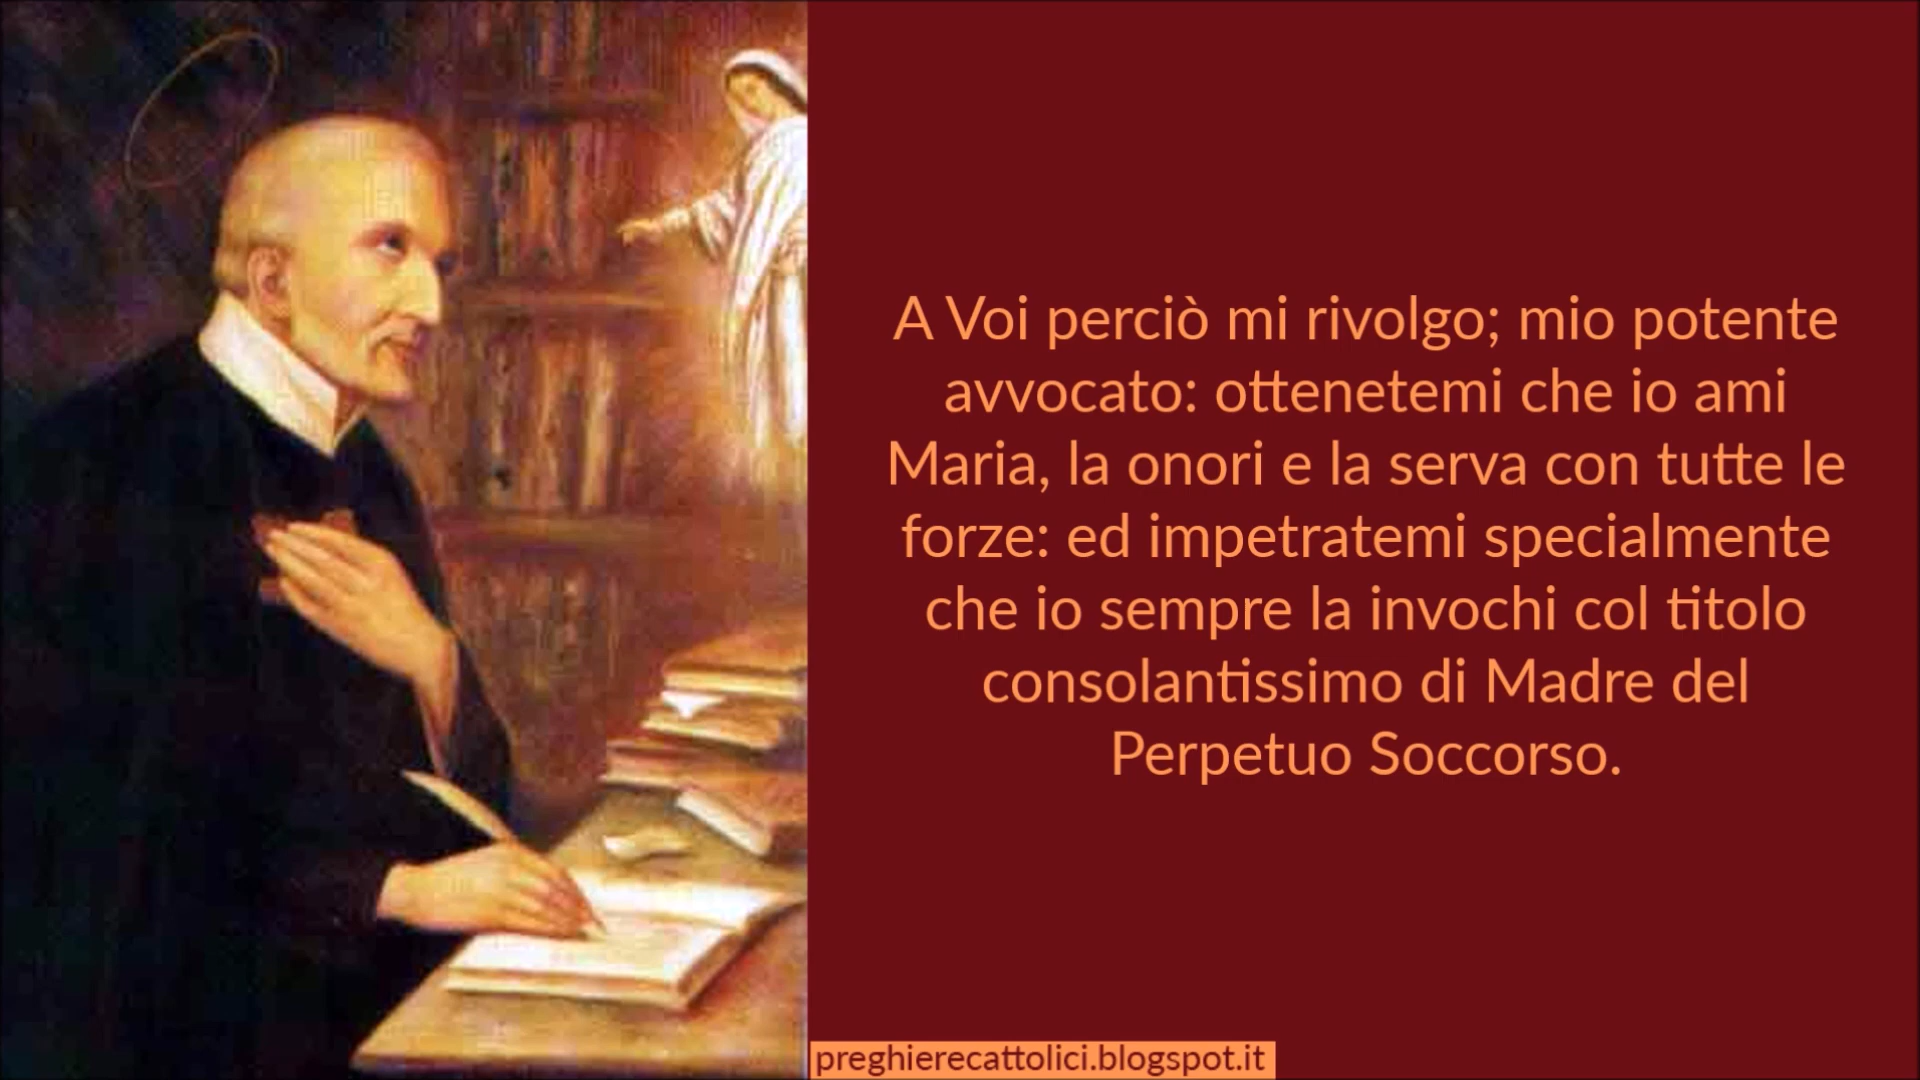 A Voi perciò mi rivolgo; mio potente
avvocato: ottenetemi che io ami
Maria, la onori e la serva con tutte le
forze: ed impetratemi specialmente
che io sempre la invochi col titolo
consolantissimo di Madre del
Perpetuo Soccorso.
preghierecattolici.blogspot.it